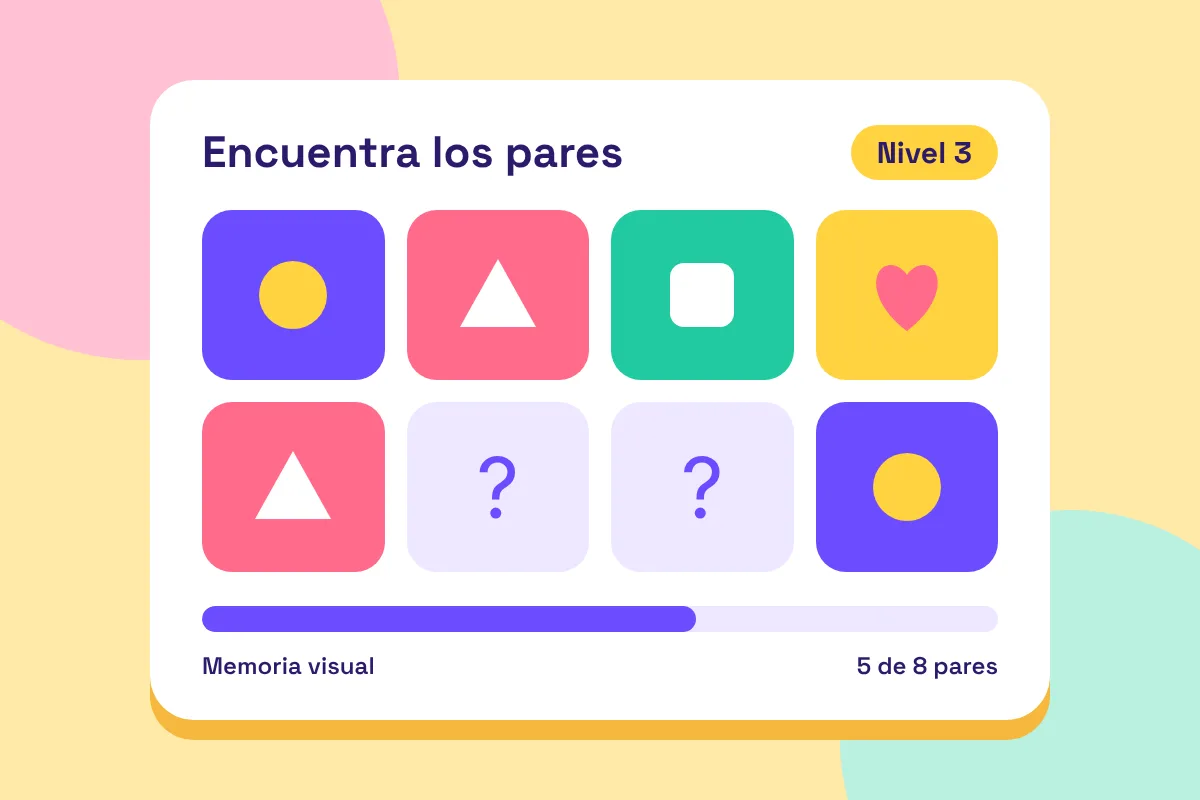 Encuentra los pares
Nivel 3
?
?
Memoria visual
5 de 8 pares